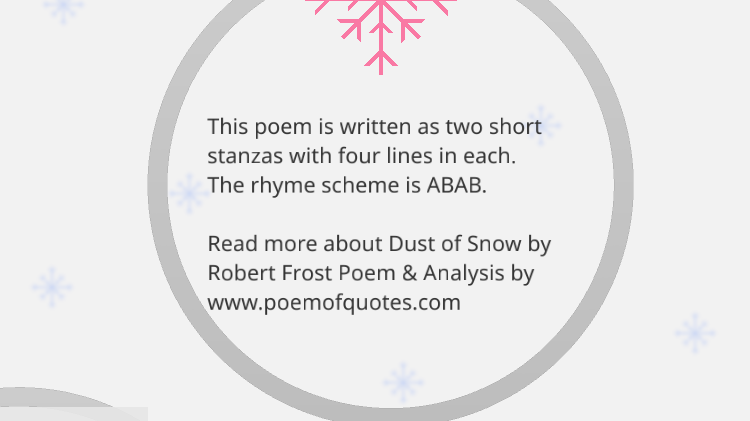 This poem is written as two short
stanzas with four lines in each.
The rhyme scheme is ABAB.
Read more about Dust of Snow by
Robert Frost Poem & Analysis by
www.poemofquotes.com